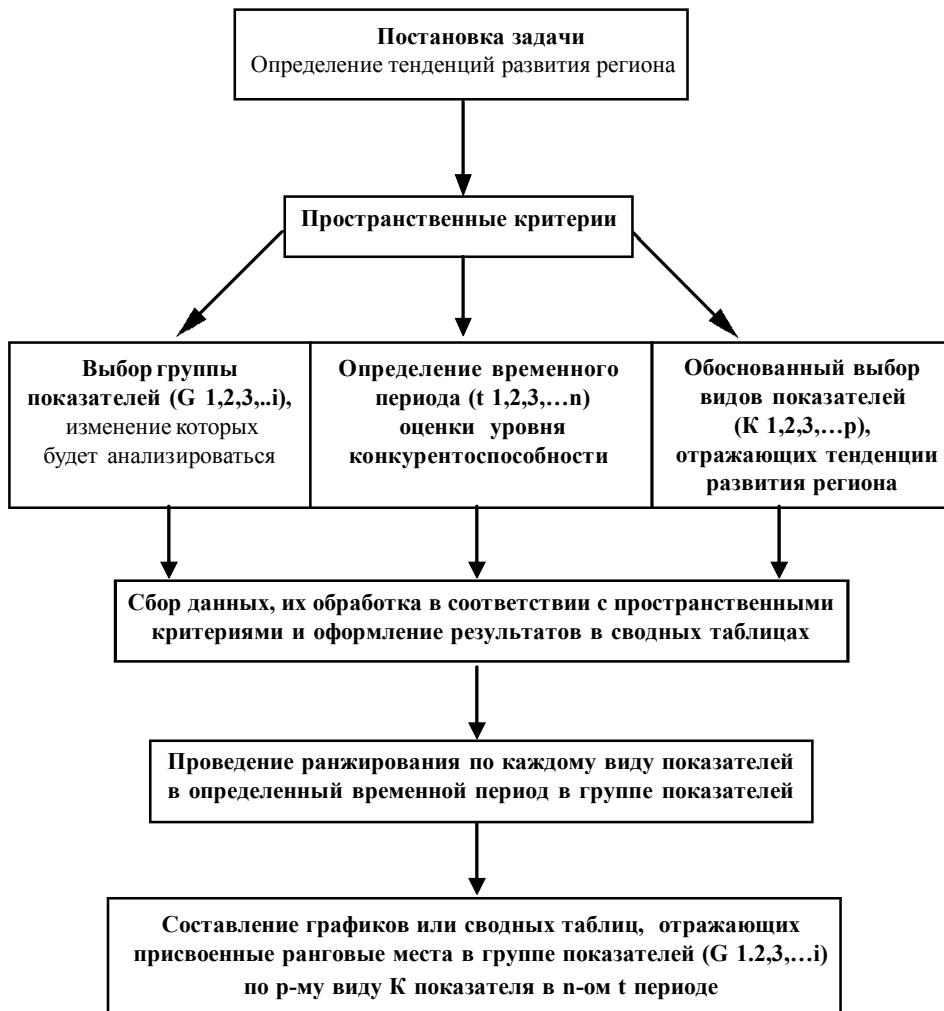 Постановка задачи
Определение тенденций развития региона
Пространственные критерии
Выбор группы
показателей (G 1,2,3,..i),
изменение которых
будет анализироваться
Определение временного
периода (t 1,2,3,…n)
оценки уровня
конкурентоспособности
Обоснованный выбор
видов показателей
(К 1,2,3,…р),
отражающих тенденции
развития региона
Сбор данных, их обработка в соответствии с пространственными
критериями и оформление результатов в сводных таблицах
Проведение ранжирования по каждому виду показателей
в определенный временной период в группе показателей
Составление графиков или сводных таблиц, отражающих
присвоенные ранговые места в группе показателей (G 1.2,3,…i)
по р-му виду К показателя в n-ом t периоде